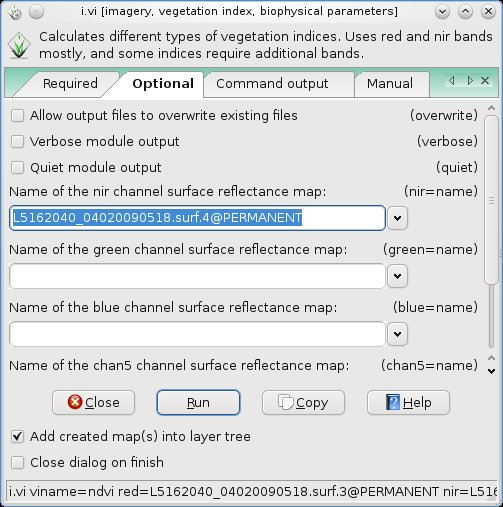 i.vi [imagery, vegetation index, biophysical parameters]
Calculates different types of vegetation indices. Uses red and nir bands
mostly, and some indices require additional bands.
Required Optional Command output Manual
Allow output files to overwrite existing files (overwrite)
Verbose module output (verbose)
Quiet module output (quiet)
Name of the nir channel surface reflectance map: (nir=name)
L5162040_04020090518.surf.4@PERMANENT
Name of the green channel surface reflectance map: (green=name)
Name of the blue channel surface reflectance map: (blue=name)
Name of the chan5 channel surface reflectance map: (chan5=name)
Close Run Copy Help
Add created map(s) into layer tree
Close dialog on finish
i.vi viname=ndvi red=L5162040_04020090518.surf.3@PERMANENT nir=L516